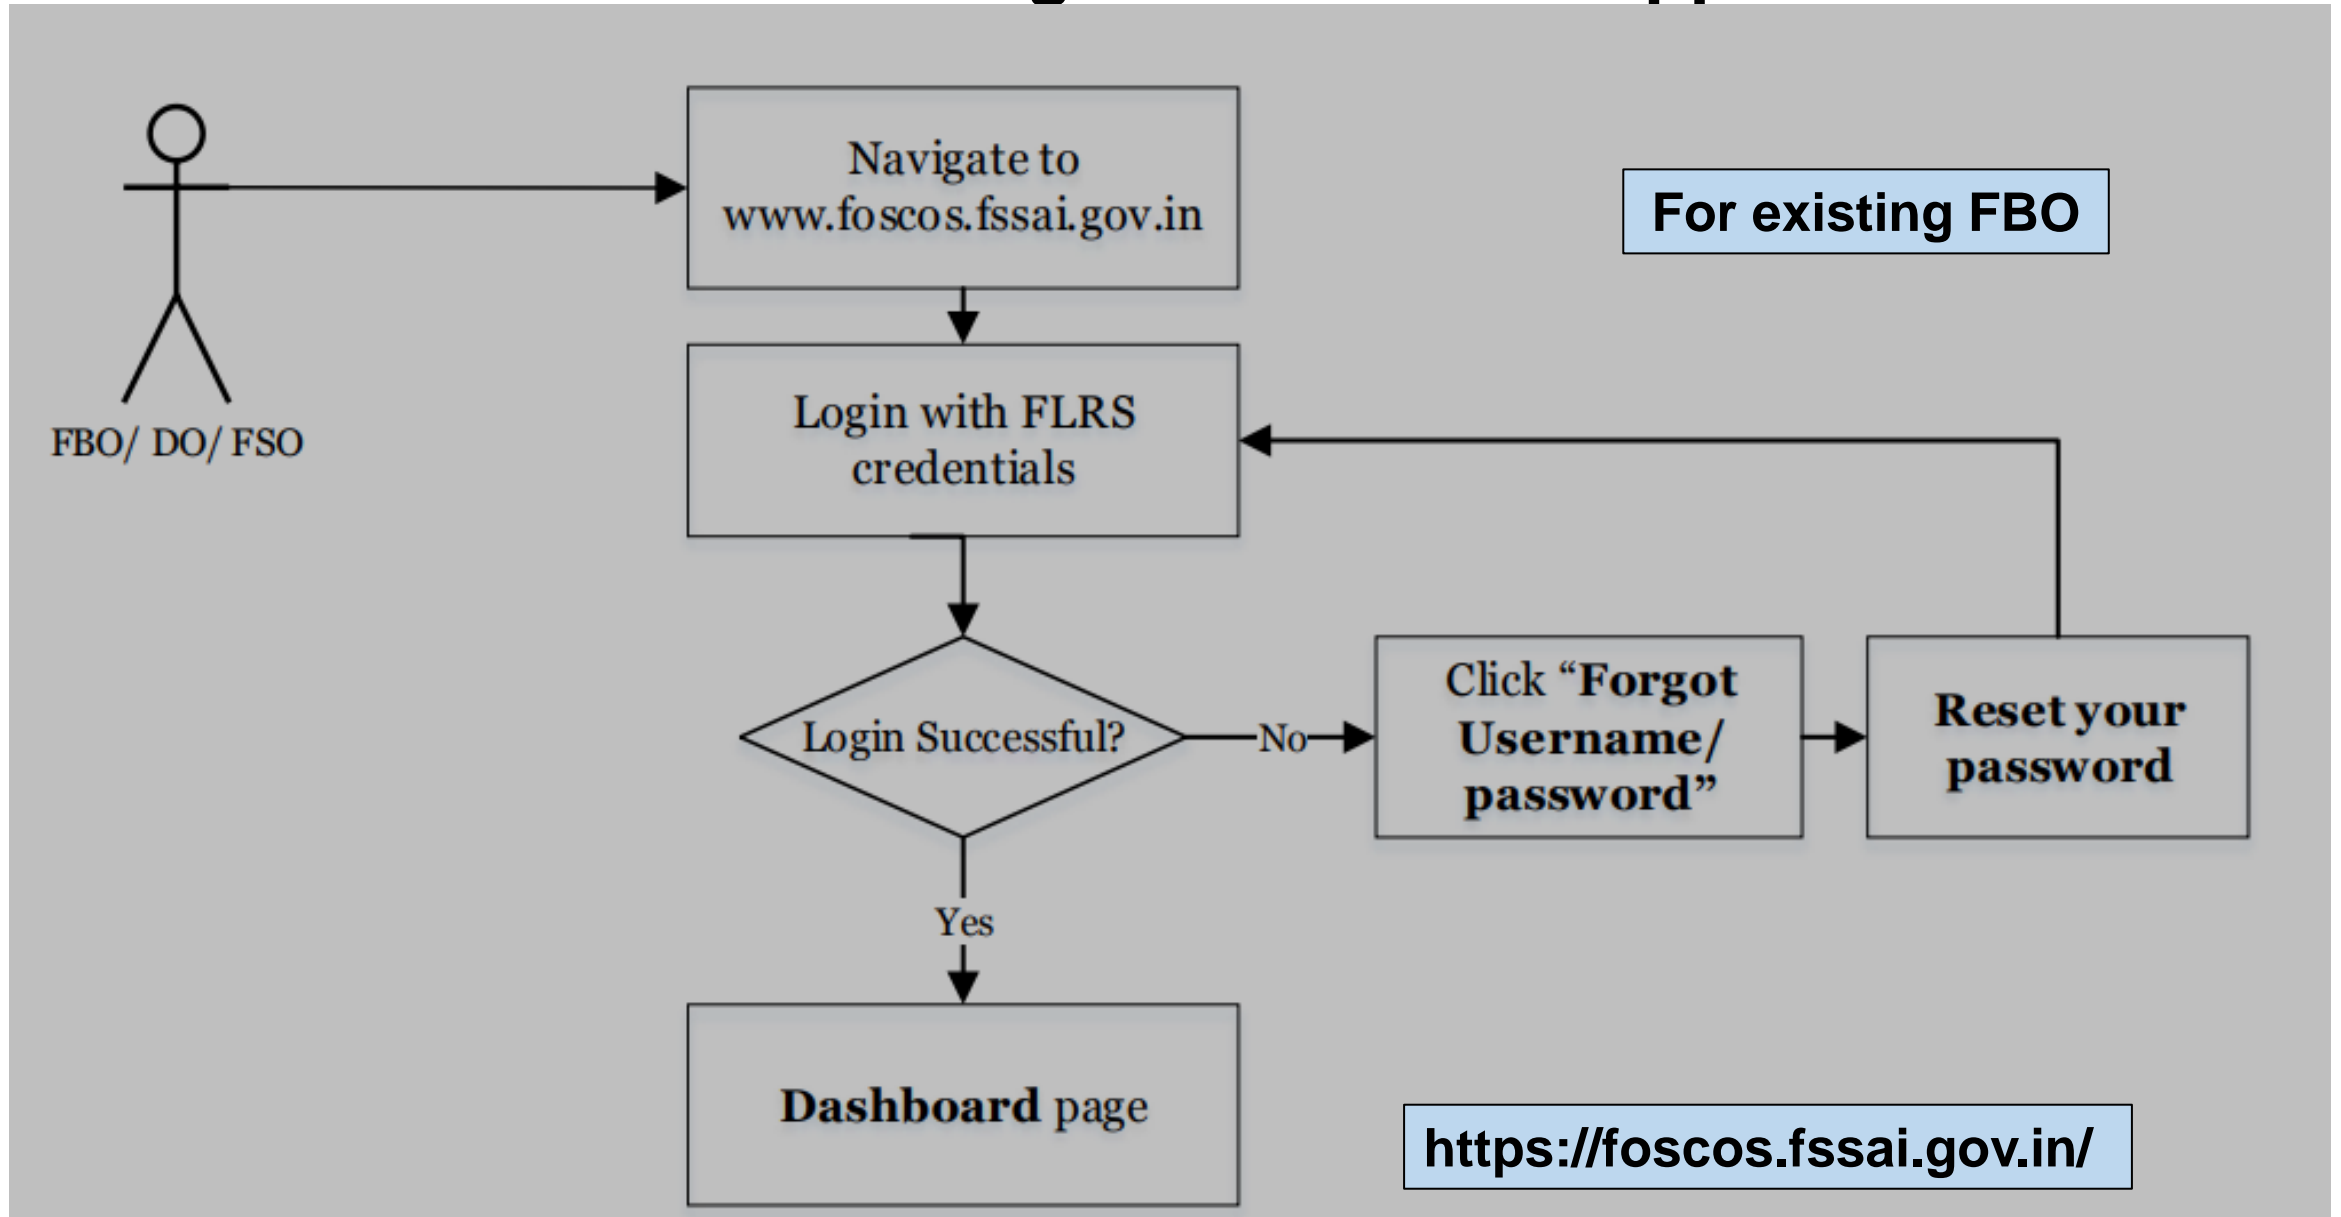 Navigate to
www.foscos.fssai.gov.in
For existing FBO
FBO/ DO/ FSO
Login with FLRS
credentials
Login Successful?
No
Click “Forgot
Username/
password”
Reset your
password
Yes
Dashboard page
https://foscos.fssai.gov.in/